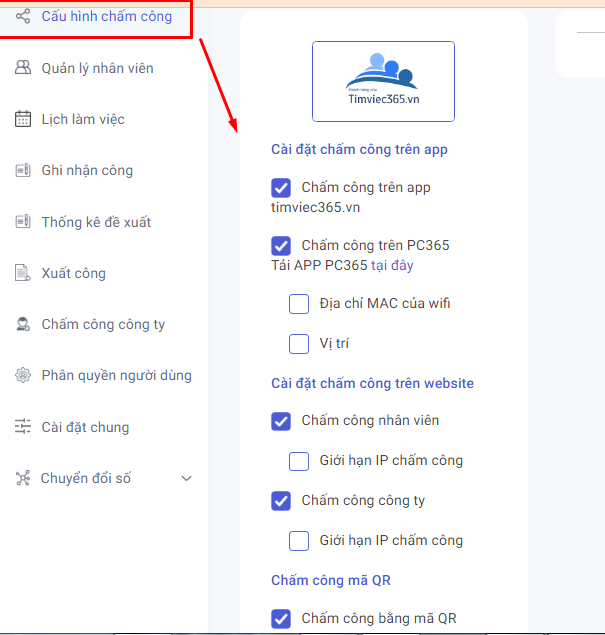 Cấu hình chấm công
Quản lý nhân viên
Lịch làm việc
Ghi nhận công
Thống kê đề xuất
Xuất công
Chấm công công ty
Phân quyền người dùng
Cài đặt chung
Chuyển đổi số
Khách hàng của
Timviec365.vn
Cài đặt chấm công trên app
Chấm công trên app
timviec365.vn
Chấm công trên PC365
Tải APP PC365 tại đây
Địa chỉ MAC của wifi
Vị trí
Cài đặt chấm công trên website
Chấm công nhân viên
Giới hạn IP chấm công
Chấm công công ty
Giới hạn IP chấm công
Chấm công mã QR
Chấm công bằng mã QR